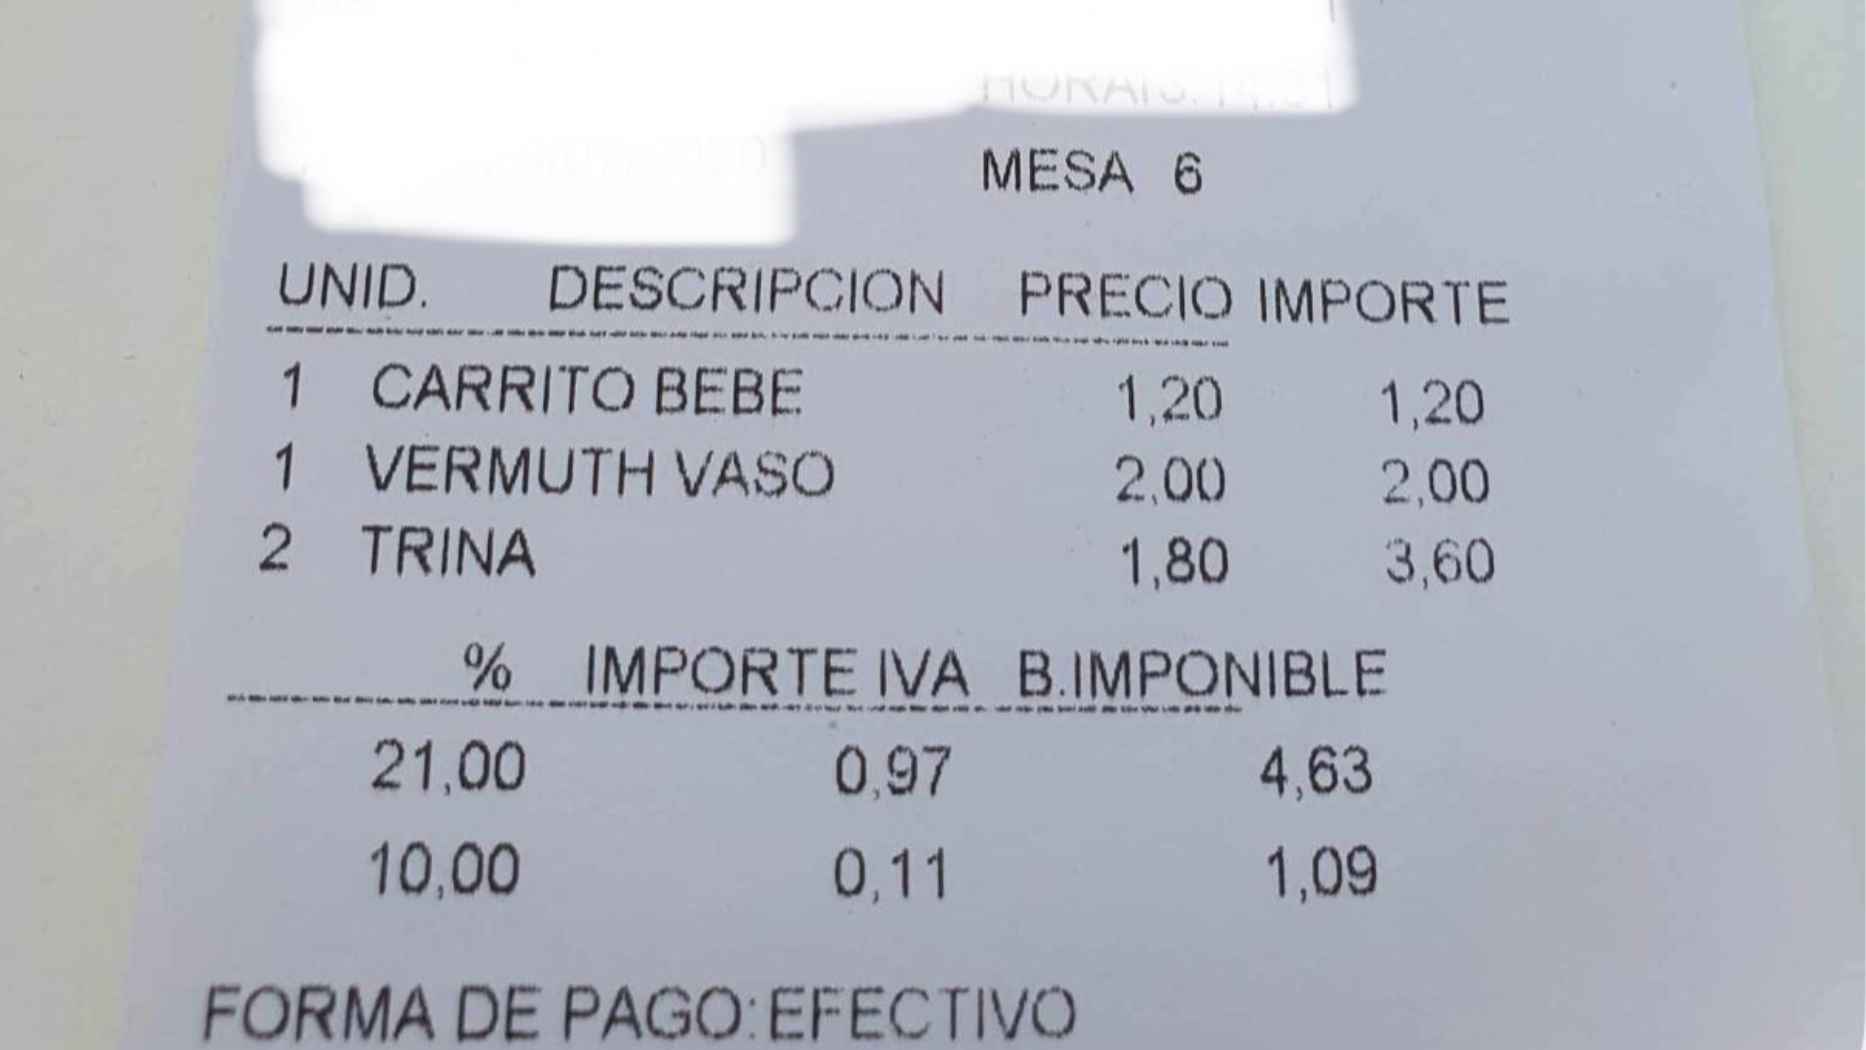 MESA 6
UNID. DESCRIPCION PRECIO IMPORTE
1 CARRITO BEBE 1,20 1,20
1 VERMUTH VASO 2,00 2,00
2 TRINA 1,80 3,60
% IMPORTE IVA B.IMPONIBLE
21,00 0,97 4,63
10,00 0,11 1,09
FORMA DE PAGO:EFECTIVO